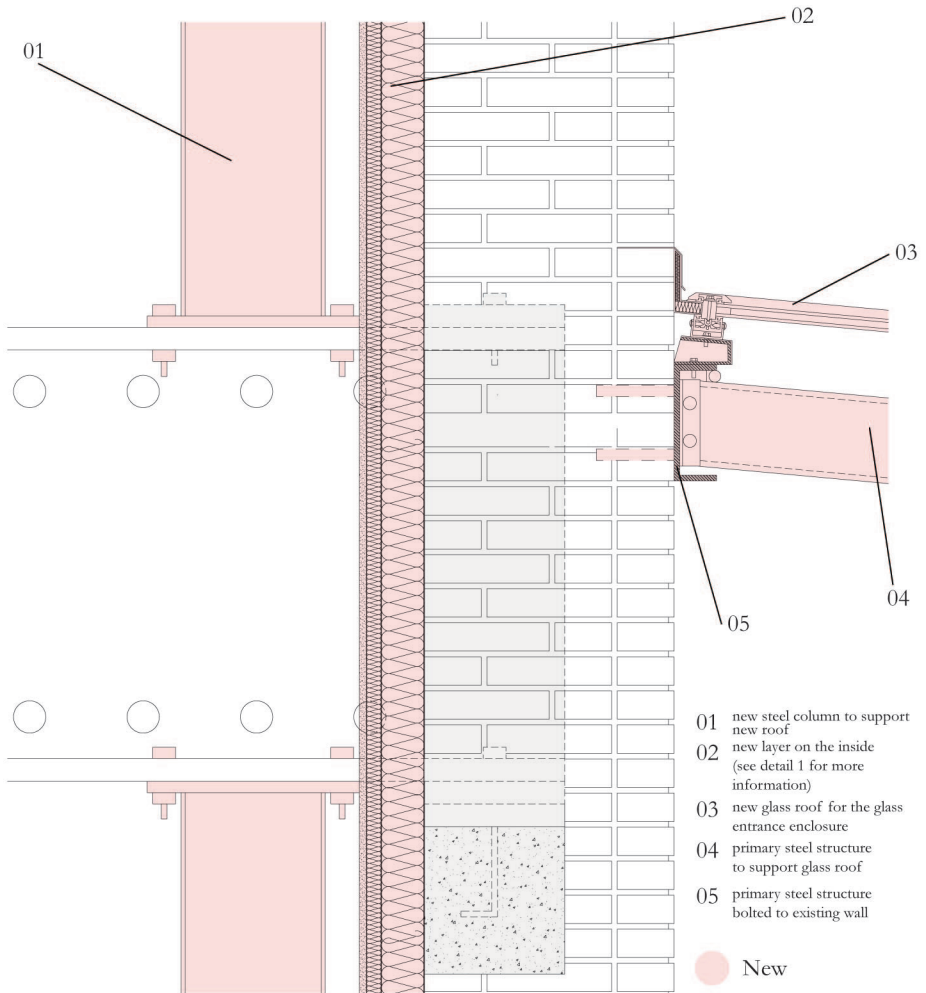 02
01
03
04
05
01 new steel column to support
new roof
02 new layer on the inside
(see detail 1 for more
information)
03 new glass roof for the glass
entrance enclosure
04 primary steel structure
to support glass roof
05 primary steel structure
bolted to existing wall
New